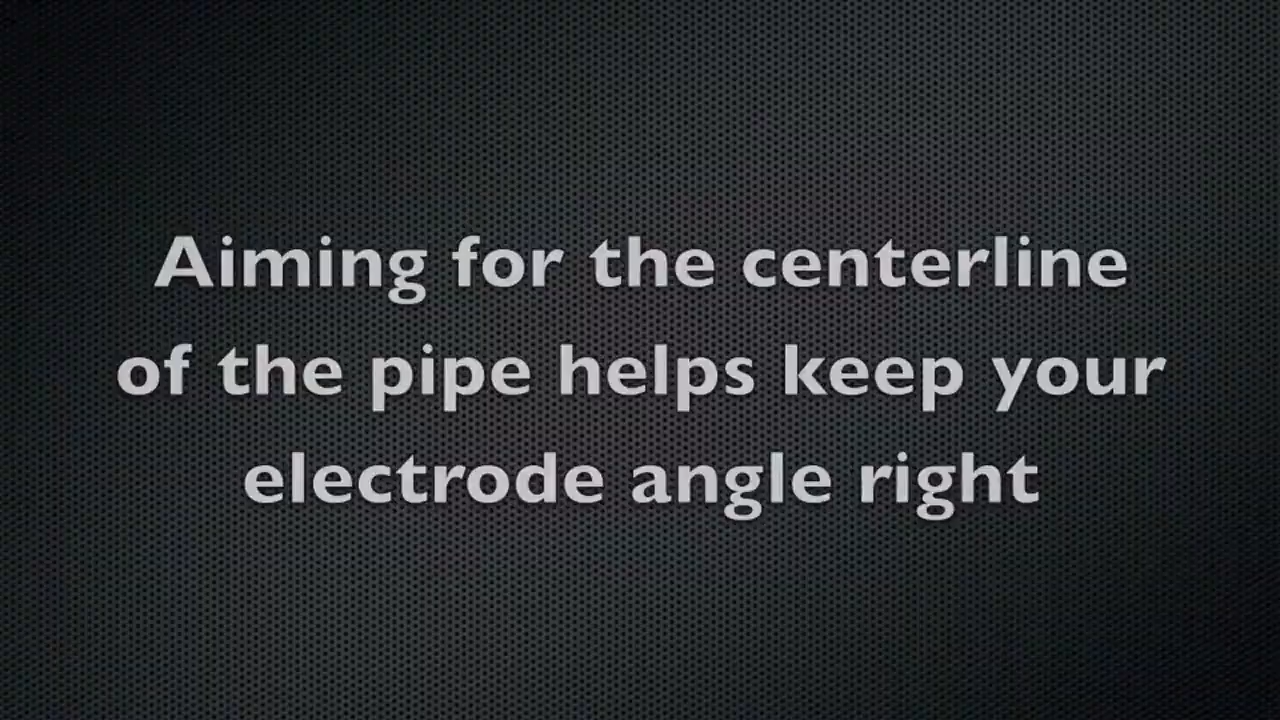 Aiming for the centerline
of the pipe helps keep your
electrode angle right